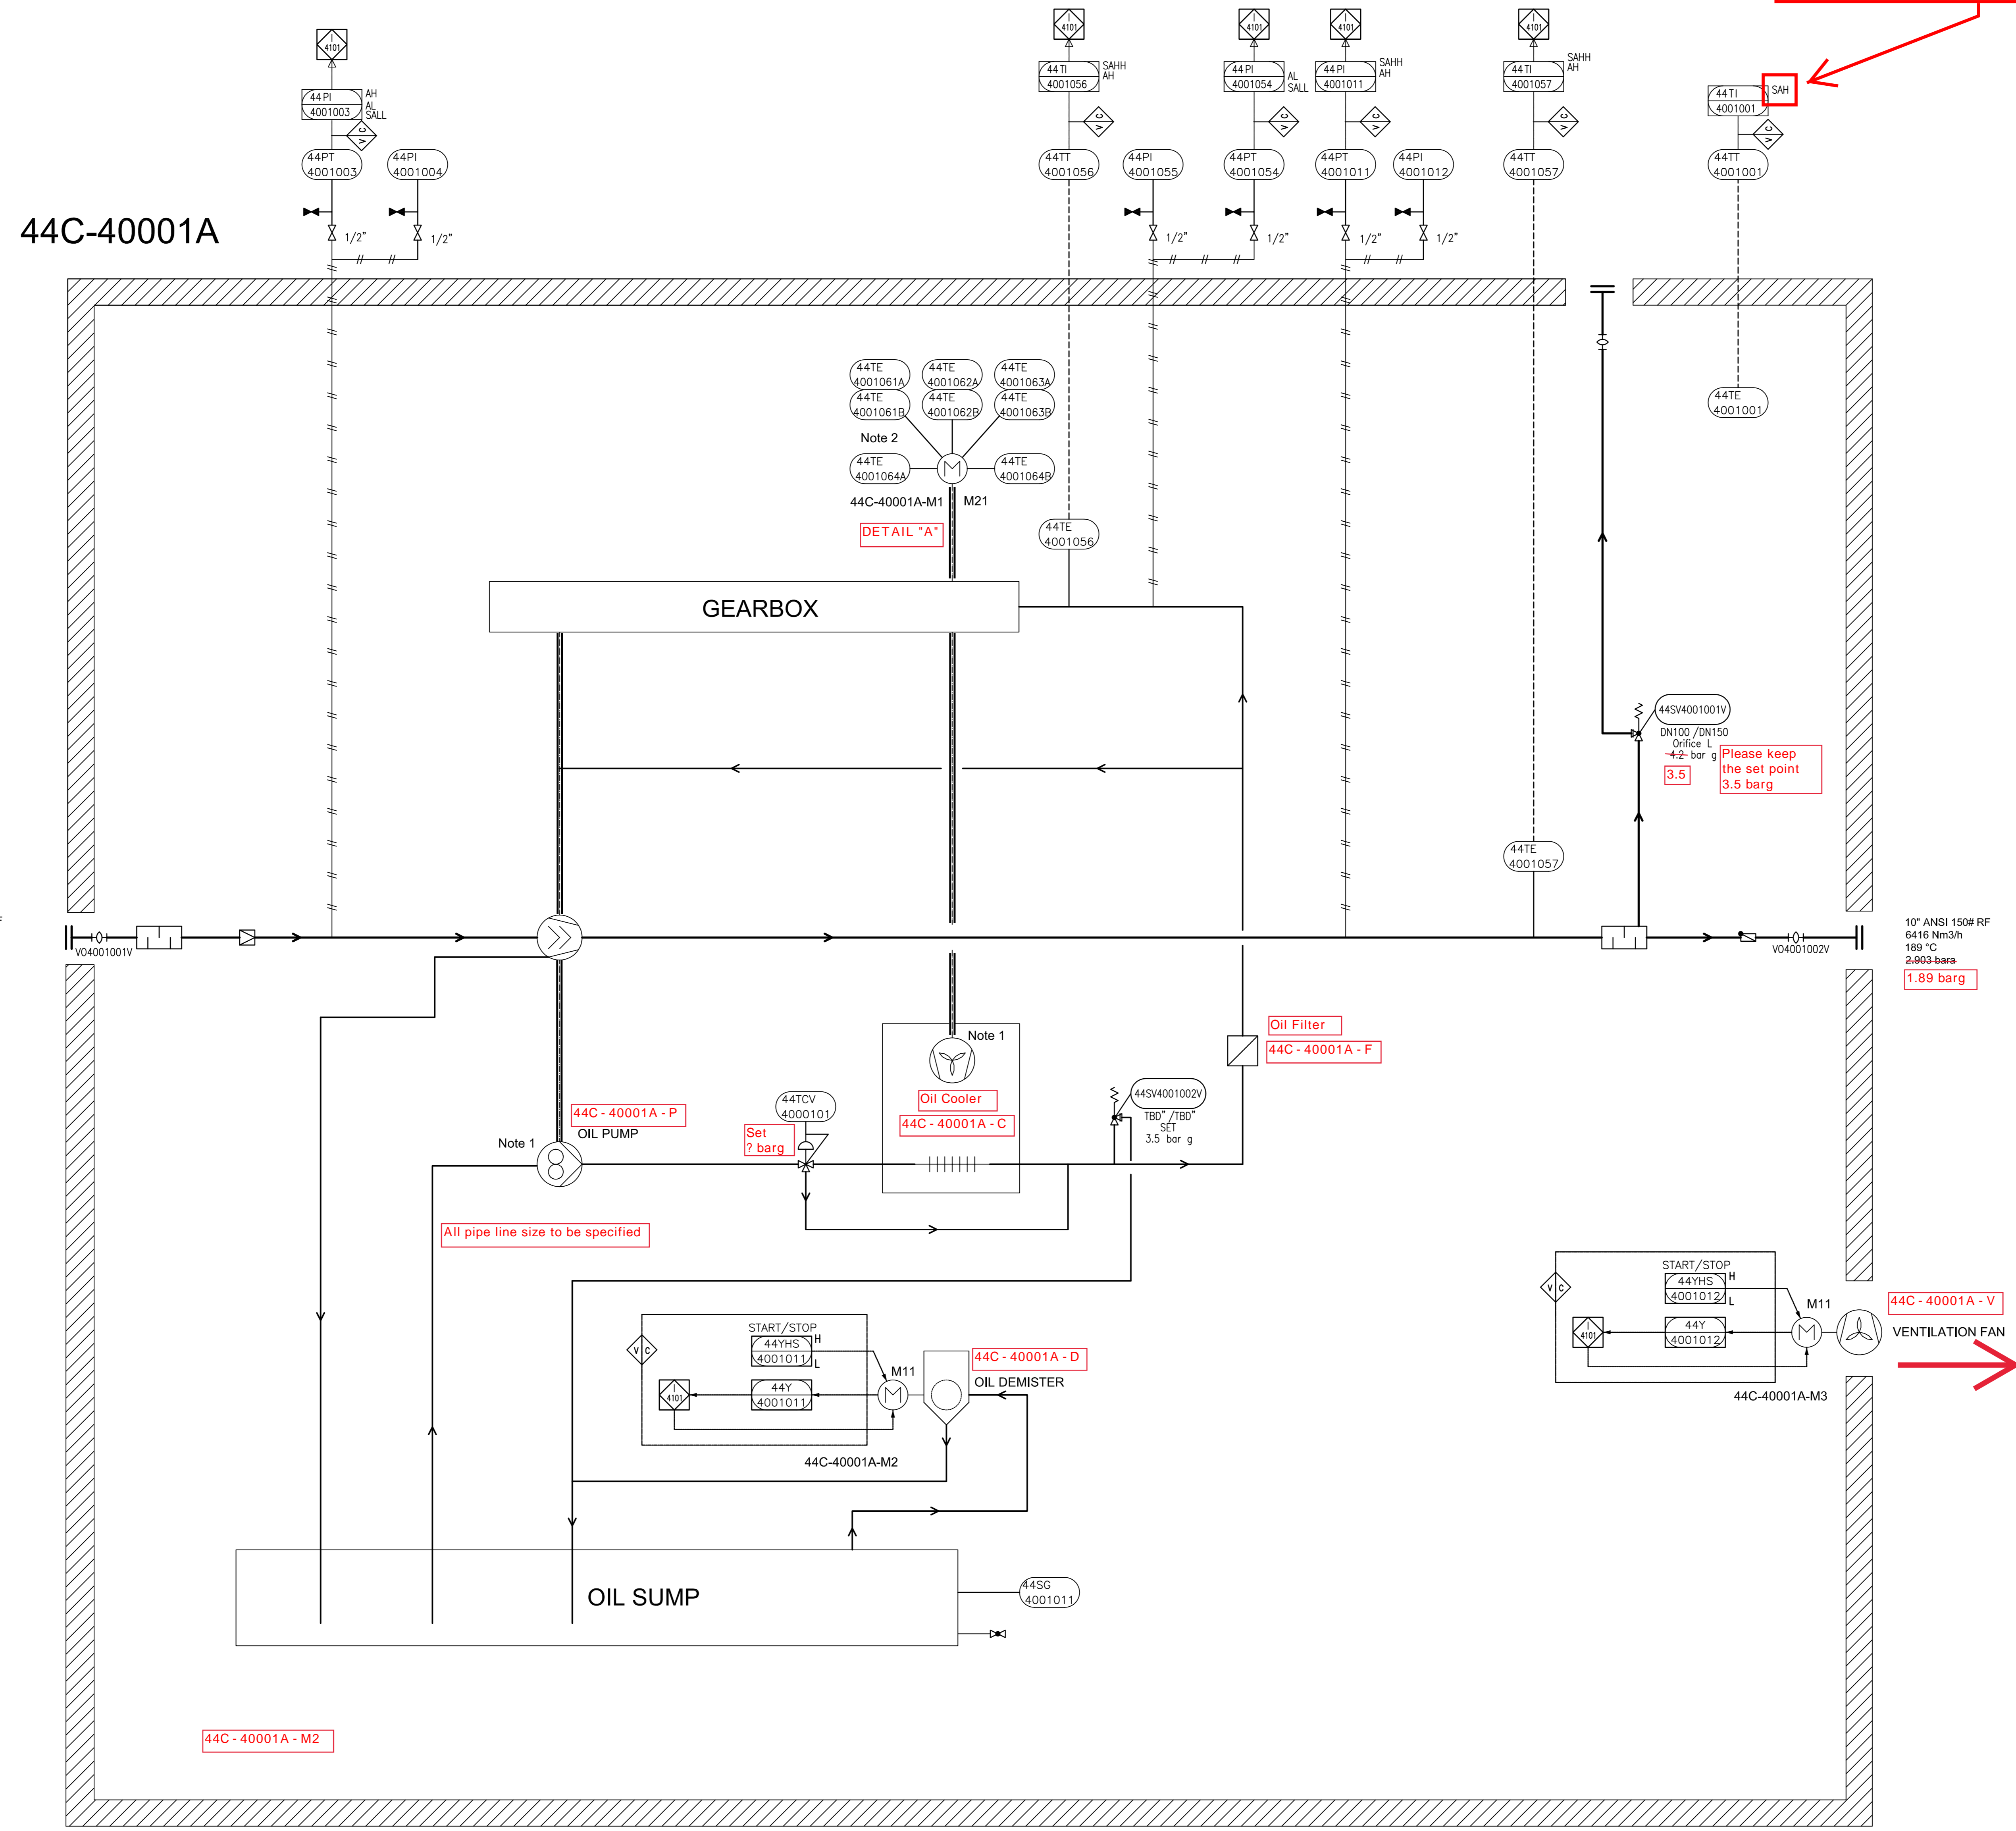 I
4101
44 PI
4001003
AH
AL
SALL
V C
44PT
4001003
44PI
4001004
1/2"
1/2"
I
4101
44 TI
4001056
SAHH
AH
V C
44TT
4001056
44PI
4001055
1/2"
I
4101
44 PI
4001054
AL
SALL
V C
44PT
4001054
1/2"
I
4101
44 PI
4001011
SAHH
AH
V C
44PT
4001011
44PI
4001012
1/2"
1/2"
I
4101
44 TI
4001057
SAHH
AH
V C
44TT
4001057
44 TI
4001001
SAH
V C
44TT
4001001
44C-40001A
44TE
4001061A
44TE
4001062A
44TE
4001063A
44TE
4001061B
44TE
4001062B
44TE
4001063B
Note 2
44TE
4001064A
M
44TE
4001064B
44C-40001A-M1
M21
DETAIL "A"
44TE
4001056
44TE
4001001
GEARBOX
44SV4001001V
DN100 /DN150
Orifice L
4.2 bar g
3.5
Please keep
the set point
3.5 barg
44TE
4001057
VO4001001V
VO4001002V
10" ANSI 150# RF
6416 Nm3/h
189 °C
2.903 bara
1.89 barg
Note 1
Oil Filter
44C - 40001A - F
Oil Cooler
44C - 40001A - C
44SV4001002V
TBD" /TBD"
SET
3.5 bar g
44TCV
4000101
Set
? barg
44C - 40001A - P
OIL PUMP
Note 1
All pipe line size to be specified
START/STOP
44YHS
4001011
H
L
V C
I
4101
44Y
4001011
M11
M
44C - 40001A - D
OIL DEMISTER
44C-40001A-M2
START/STOP
44YHS
4001012
H
L
V C
I
4101
44Y
4001012
M11
M
44C - 40001A - V
VENTILATION FAN
44C-40001A-M3
OIL SUMP
44SG
4001011
44C - 40001A - M2